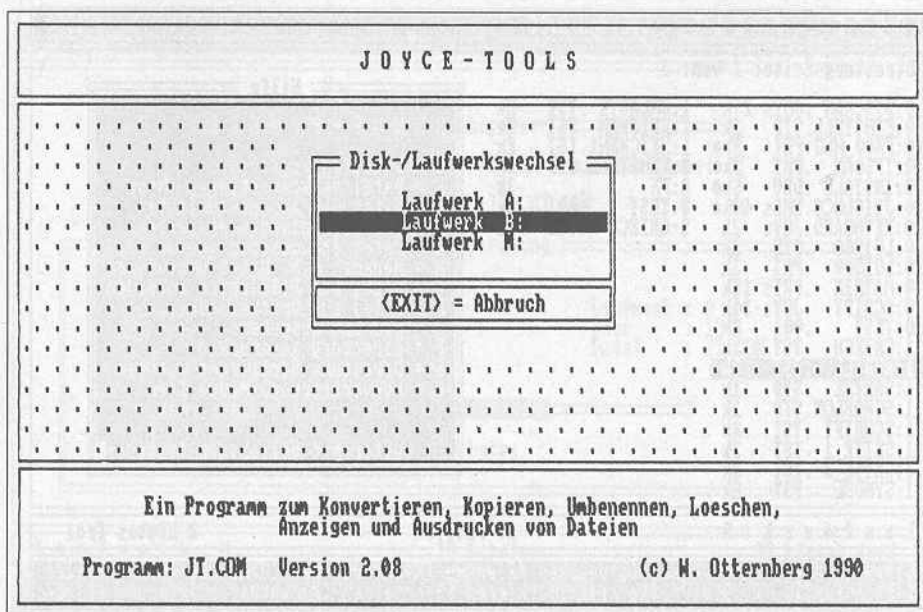 JOYCE-TOOLS
Disk-/Laufwerkswechsel
Laufwerk A:
Laufwerk B:
Laufwerk M:
<EXIT> = Abbruch
Ein Programm zum Konvertieren, Kopieren, Umbenennen, Loeschen,
Anzeigen und Ausdrucken von Dateien
Programm: JT.COM Version 2.08 (c) W. Otternberg 1990